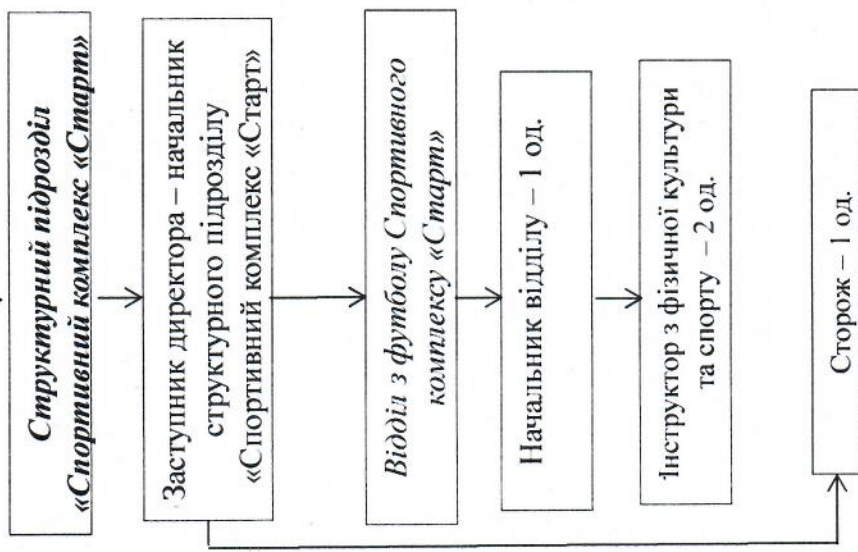 Структурний підрозділ
«Спортивний комплекс «Старт»
Заступник директора – начальник
структурного підрозділу
«Спортивний комплекс «Старт»
Відділ з футболу Спортивного
комплексу «Старт»
Начальник відділу – 1 од.
Інструктор з фізичної культури
та спорту – 2 од.
Сторож – 1 од.